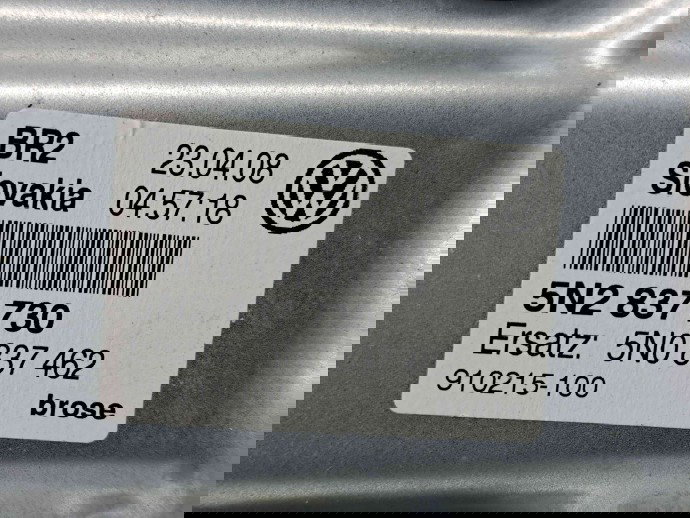 BR2
Slovakia
23.04.08
04:57:18
5N2 837 730
Ersatz: 5N0 837 462
910215-100
brose